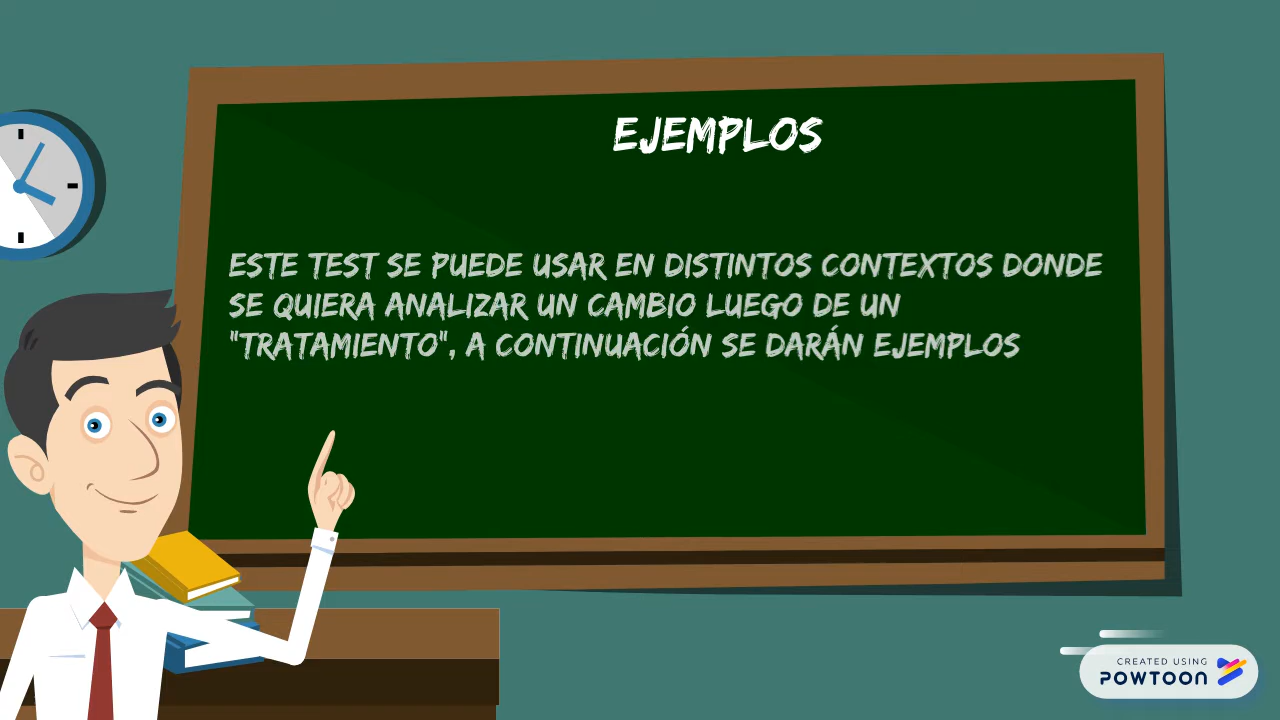 EJEMPLOS
ESTE TEST SE PUEDE USAR EN DISTINTOS CONTEXTOS DONDE
SE QUIERA ANALIZAR UN CAMBIO LUEGO DE UN
"TRATAMIENTO", A CONTINUACIÓN SE DARÁN EJEMPLOS
CREATED USING
POWTOON